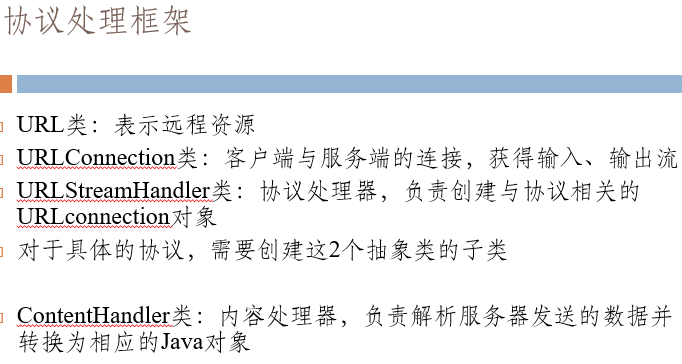 协议处理框架
URL类：表示远程资源
URLConnection类：客户端与服务端的连接，获得输入、输出流
URLStreamHandler类：协议处理器，负责创建与协议相关的
URLconnection对象
对于具体的协议，需要创建这2个抽象类的子类
ContentHandler类：内容处理器，负责解析服务器发送的数据并
转换为相应的Java对象